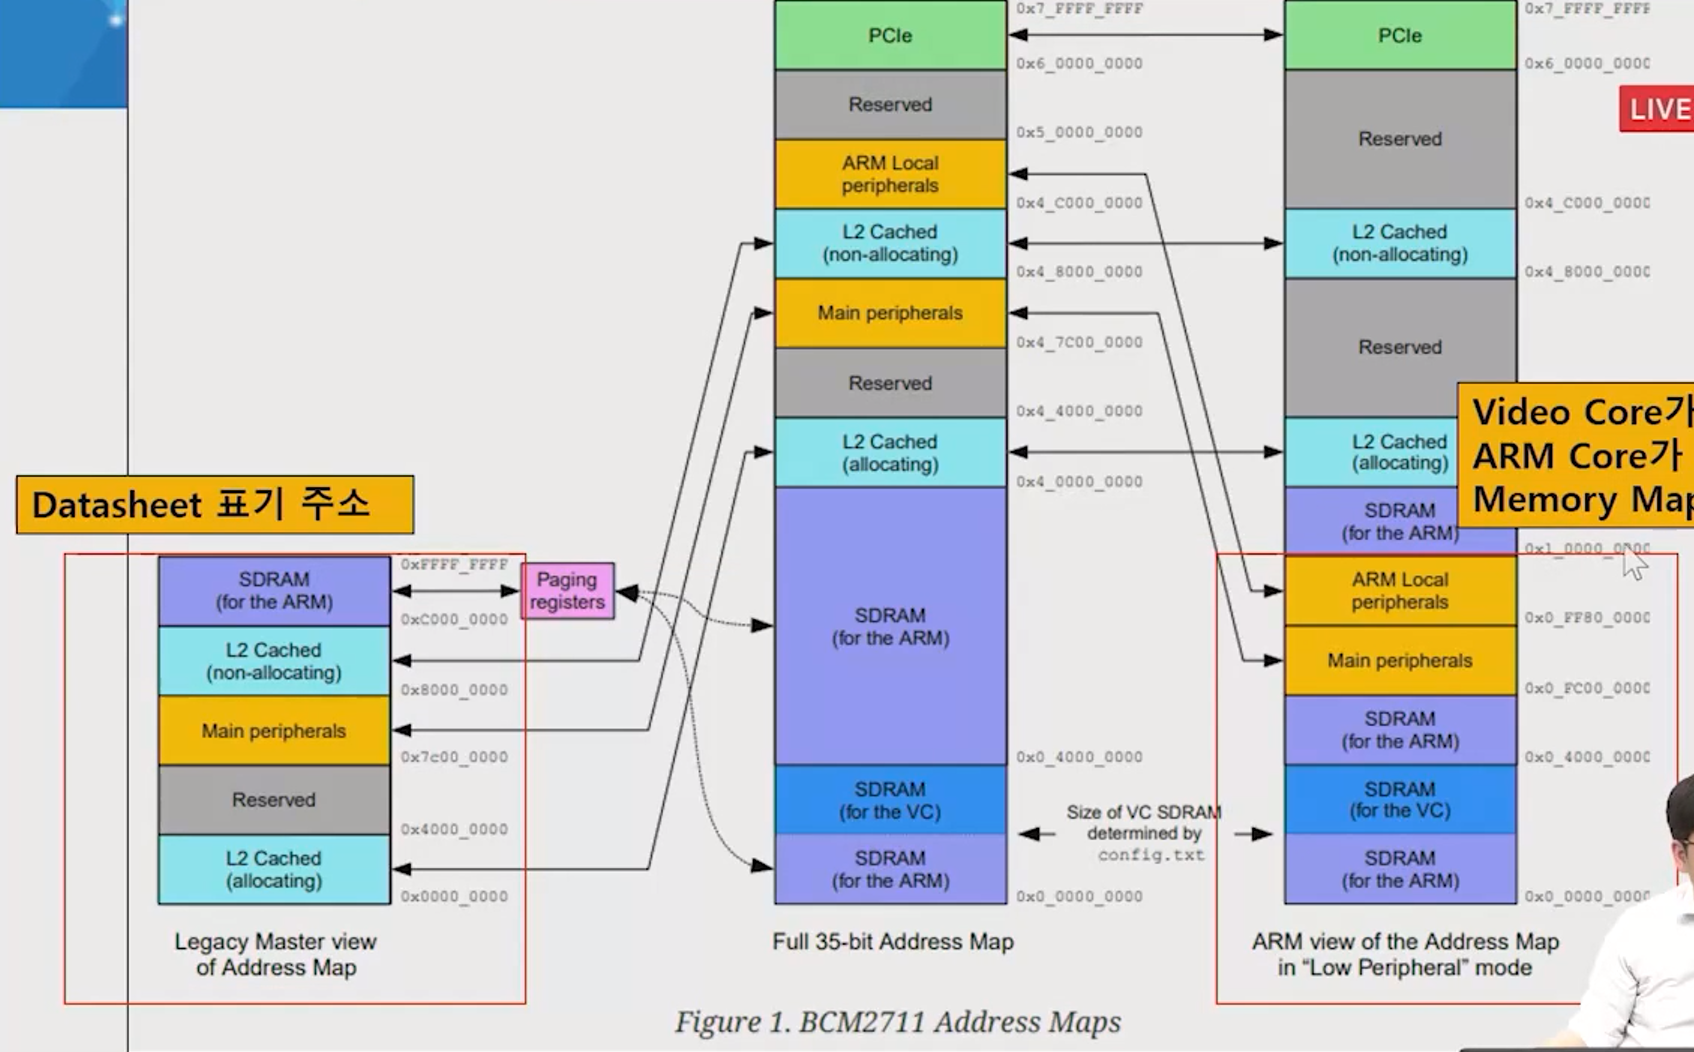 0x7_FFFF_FFFF
PCIe
0x6_0000_0000
Reserved
0x5_0000_0000
ARM Local
peripherals
0x4_C000_0000
L2 Cached
(non-allocating)
0x4_8000_0000
Main peripherals
0x4_7C00_0000
Reserved
0x4_4000_0000
L2 Cached
(allocating)
0x4_0000_0000
SDRAM
(for the ARM)
0x0_4000_0000
SDRAM
(for the VC)
SDRAM
(for the ARM)
0x0_0000_0000
Full 35-bit Address Map
0x7_FFFF_FFFF
PCIe
0x6_0000_0000
LIVE
Reserved
0x4_C000_0000
L2 Cached
(non-allocating)
0x4_8000_0000
Reserved
Video Core가
ARM Core가
Memory Map
L2 Cached
(allocating)
SDRAM
(for the ARM)
ARM Local
peripherals
0x0_FF80_0000
Main peripherals
0x0_FC00_0000
SDRAM
(for the ARM)
0x0_4000_0000
SDRAM
(for the VC)
Size of VC SDRAM
determined by
config.txt
SDRAM
(for the ARM)
0x0_0000_0000
ARM view of the Address Map
in “Low Peripheral” mode
Datasheet 표기 주소
0xFFFF_FFFF
SDRAM
(for the ARM)
Paging
registers
0xC000_0000
L2 Cached
(non-allocating)
0x8000_0000
Main peripherals
0x7c00_0000
Reserved
0x4000_0000
L2 Cached
(allocating)
0x0000_0000
Legacy Master view
of Address Map
Figure 1. BCM2711 Address Maps